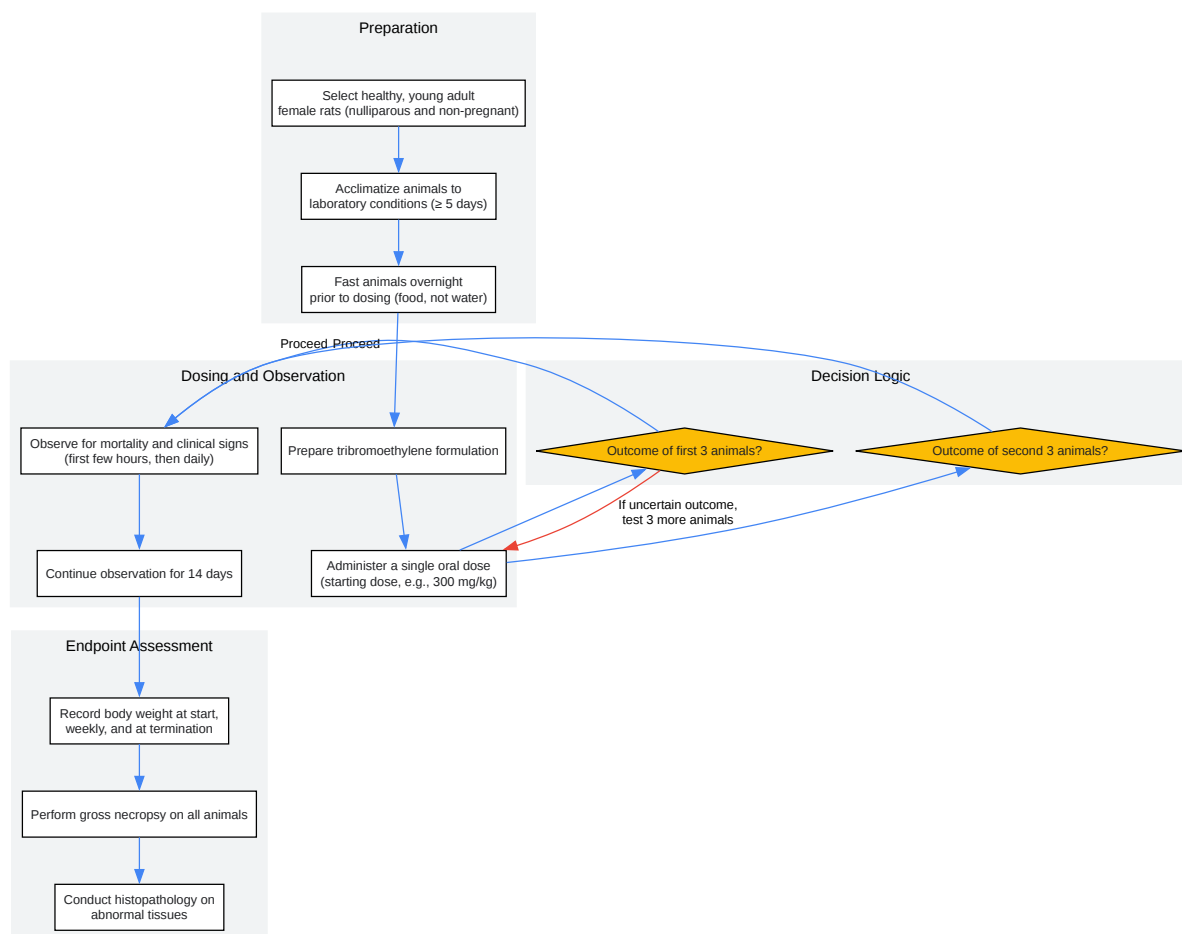 Preparation
Select healthy, young adult
female rats (nulliparous and non-pregnant)
Acclimatize animals to
laboratory conditions (≥ 5 days)
Fast animals overnight
prior to dosing (food, not water)
Proceed Proceed
Dosing and Observation
Decision Logic
Observe for mortality and clinical signs
(first few hours, then daily)
Prepare tribromoethylene formulation
Outcome of first 3 animals?
Outcome of second 3 animals?
If uncertain outcome,
test 3 more animals
Continue observation for 14 days
Administer a single oral dose
(starting dose, e.g., 300 mg/kg)
Endpoint Assessment
Record body weight at start,
weekly, and at termination
Perform gross necropsy on all animals
Conduct histopathology on
abnormal tissues